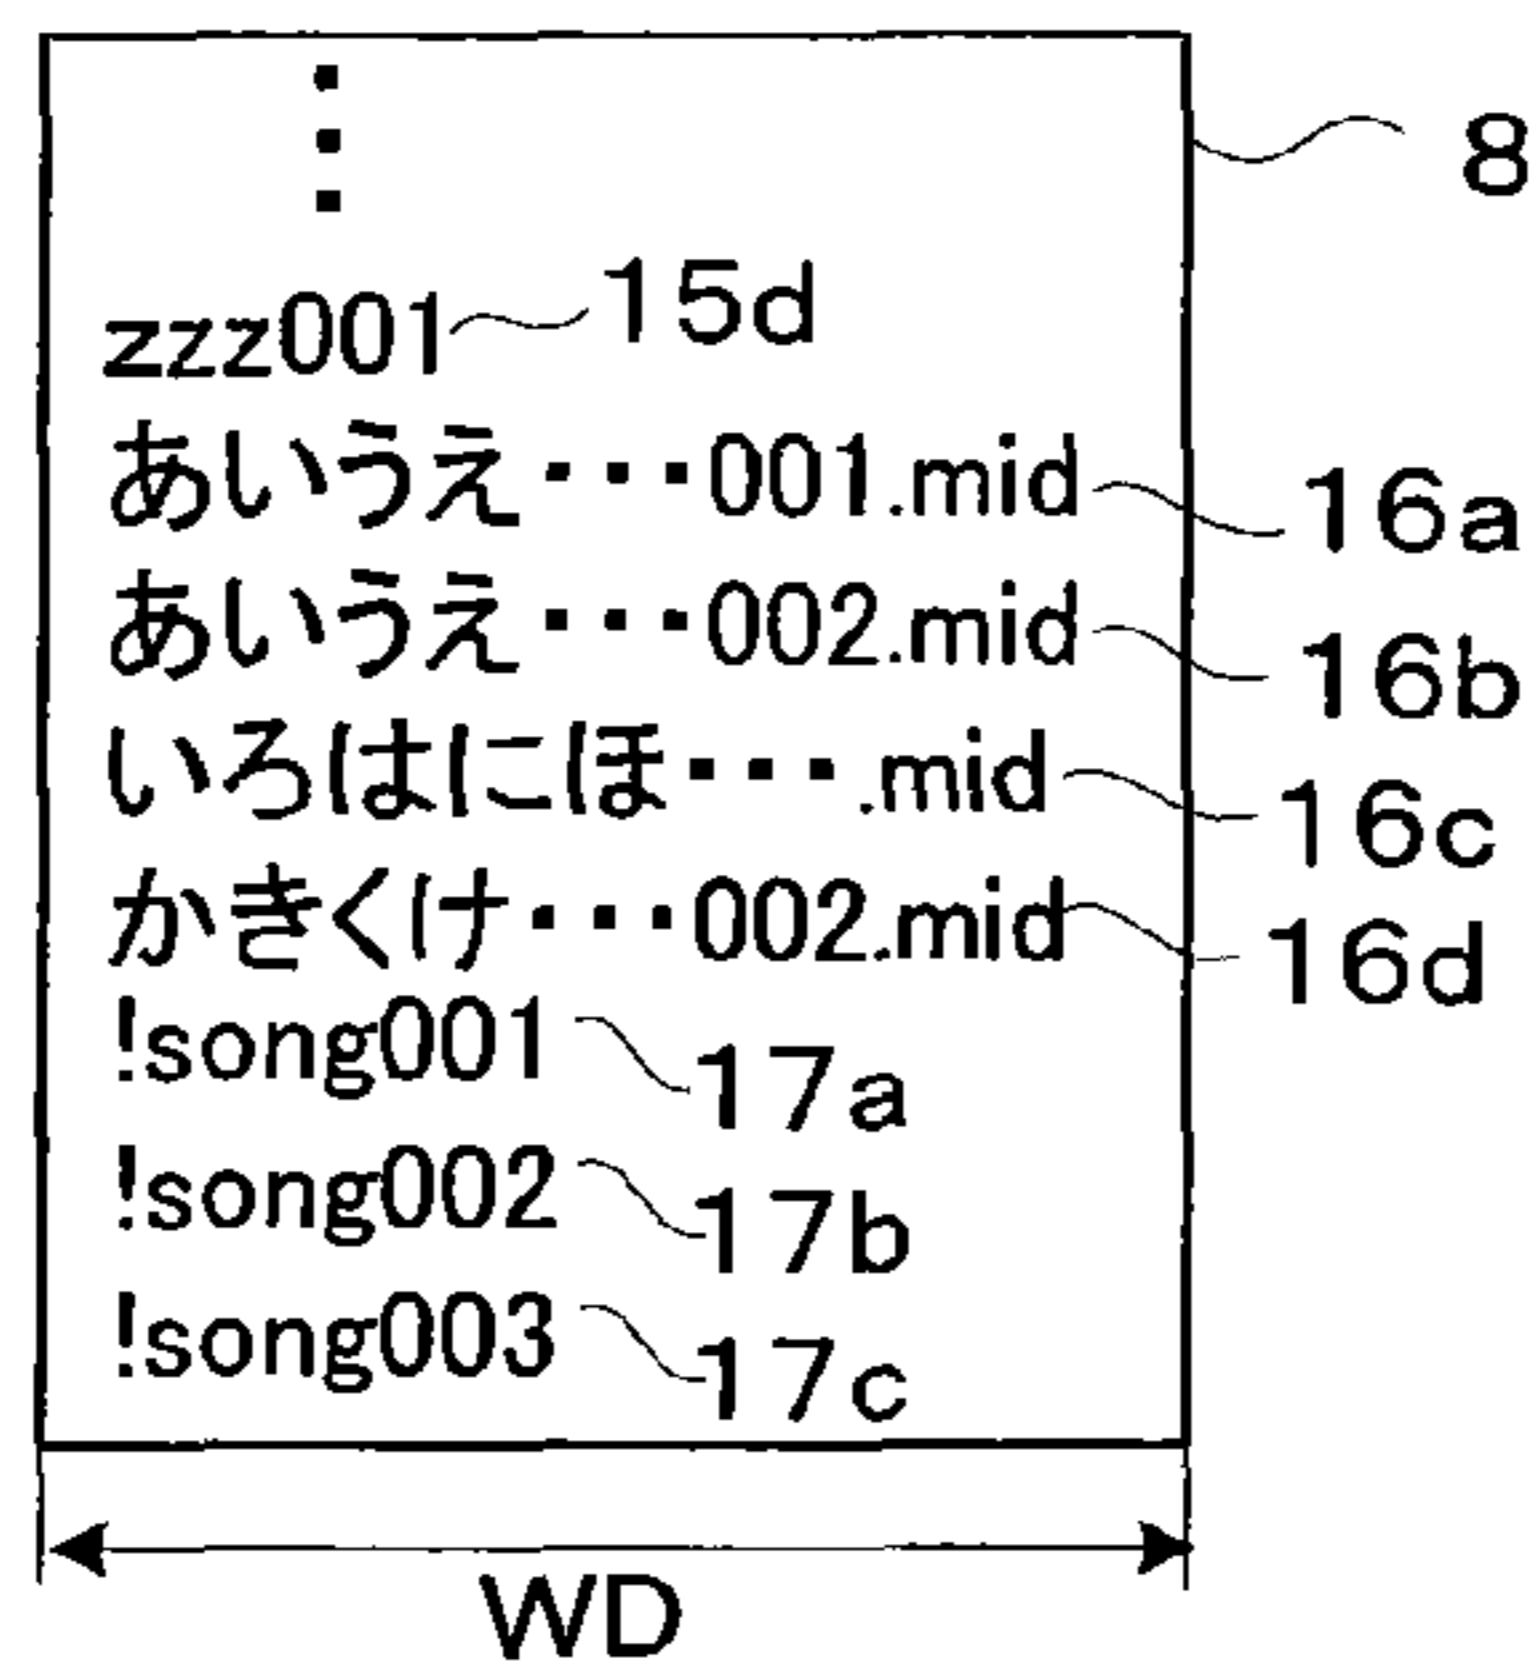 8
zzz001 15d
あいうえ・・・001.mid 16a
あいうえ・・・002.mid 16b
いろはにほ・・・.mid 16c
かきくけ・・・002.mid 16d
!song001 17a
!song002 17b
!song003 17c
WD